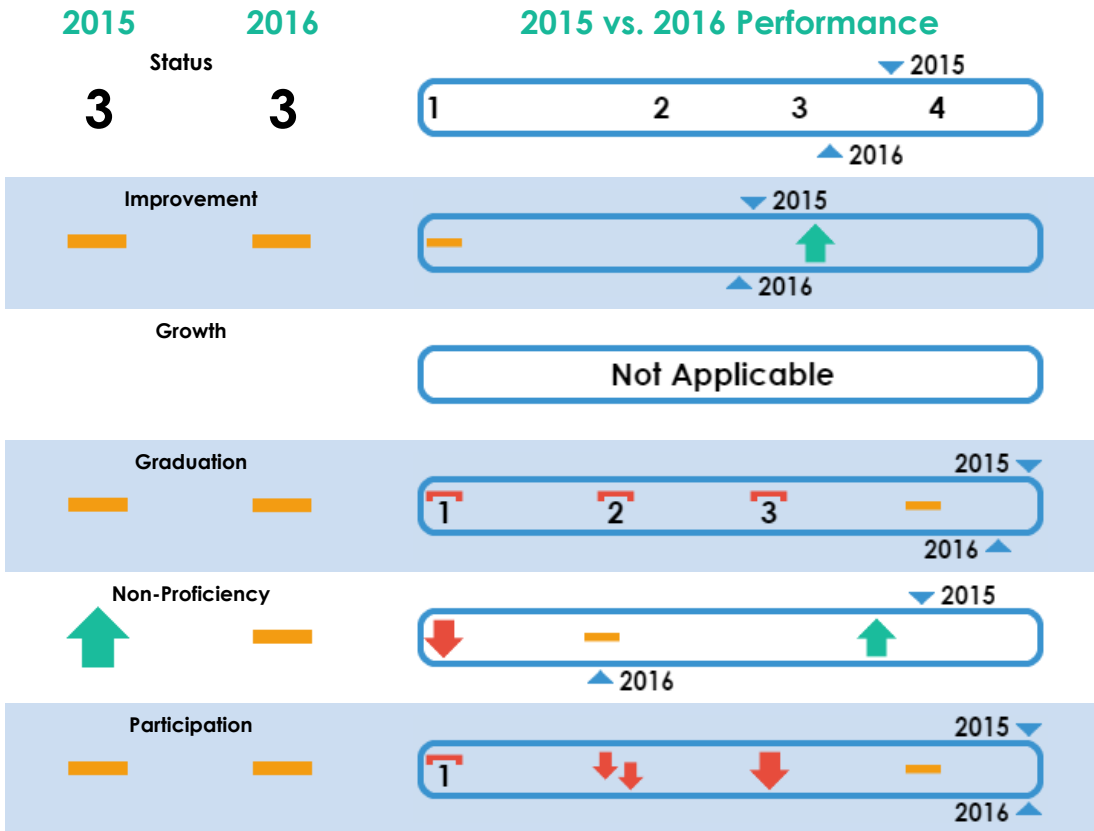 2015 2016 2015 vs. 2016 Performance
Status
2015
3 3
1 2 3 4
2016
Improvement
2015
2016
Growth
Not Applicable
Graduation
2015
1 2 3
2016
Non-Proficiency
2015
2016
Participation
2015
1
2016